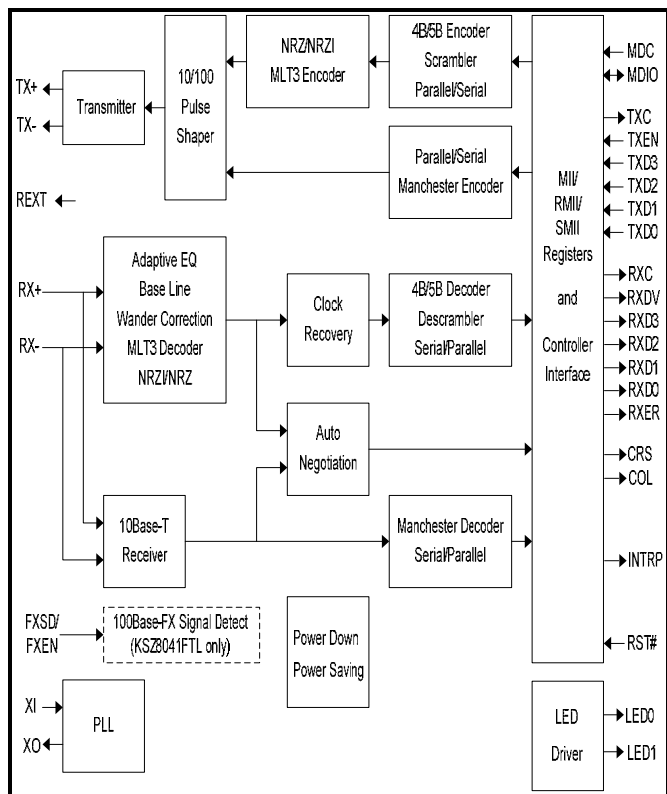 NRZ/NRZI
MLT3 Encoder
4B/5B Encoder
Scrambler
Parallel/Serial
10/100
Pulse
Shaper
Transmitter
TX+
TX-
REXT
Parallel/Serial
Manchester Encoder
MII/
RMII/
SMII
Registers
and
Controller
Interface
MDC
MDIO
TXC
TXEN
TXD3
TXD2
TXD1
TXD0
RXC
RXDV
RXD3
RXD2
RXD1
RXD0
RXER
CRS
COL
INTRP
RST#
RX+
RX-
Adaptive EQ
Base Line
Wander Correction
MLT3 Decoder
NRZI/NRZ
Clock
Recovery
4B/5B Decoder
Descrambler
Serial/Parallel
Auto
Negotiation
10Base-T
Receiver
Manchester Decoder
Serial/Parallel
FXSD/
FXEN
100Base-FX Signal Detect
(KSZ8041FTL only)
Power Down
Power Saving
XI
XO
PLL
LED
Driver
LED0
LED1